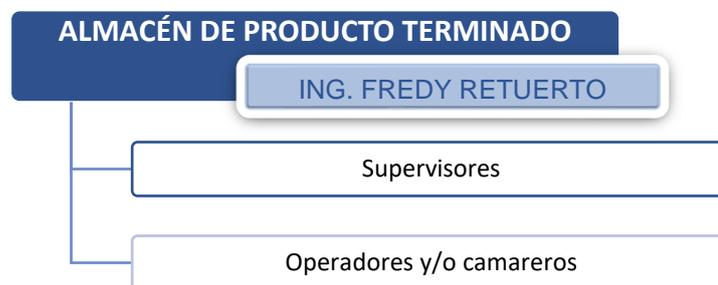 ALMACÉN DE PRODUCTO TERMINADO
ING. FREDY RETUERTO
Supervisores
Operadores y/o camareros